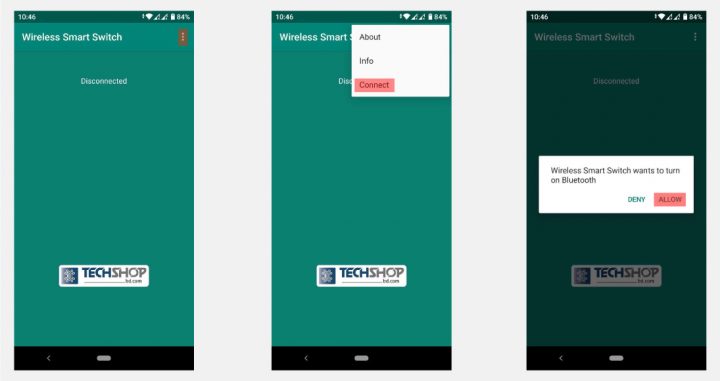 10:46
84%
Wireless Smart Switch
Disconnected
TECHSHOP
bd.com
10:46
84%
Wireless Smart S
About
Info
Connect
Disc
TECHSHOP
bd.com
10:46
84%
Wireless Smart Switch
Disconnected
Wireless Smart Switch wants to turn
on Bluetooth
DENY
ALLOW
TECHSHOP
bd.com